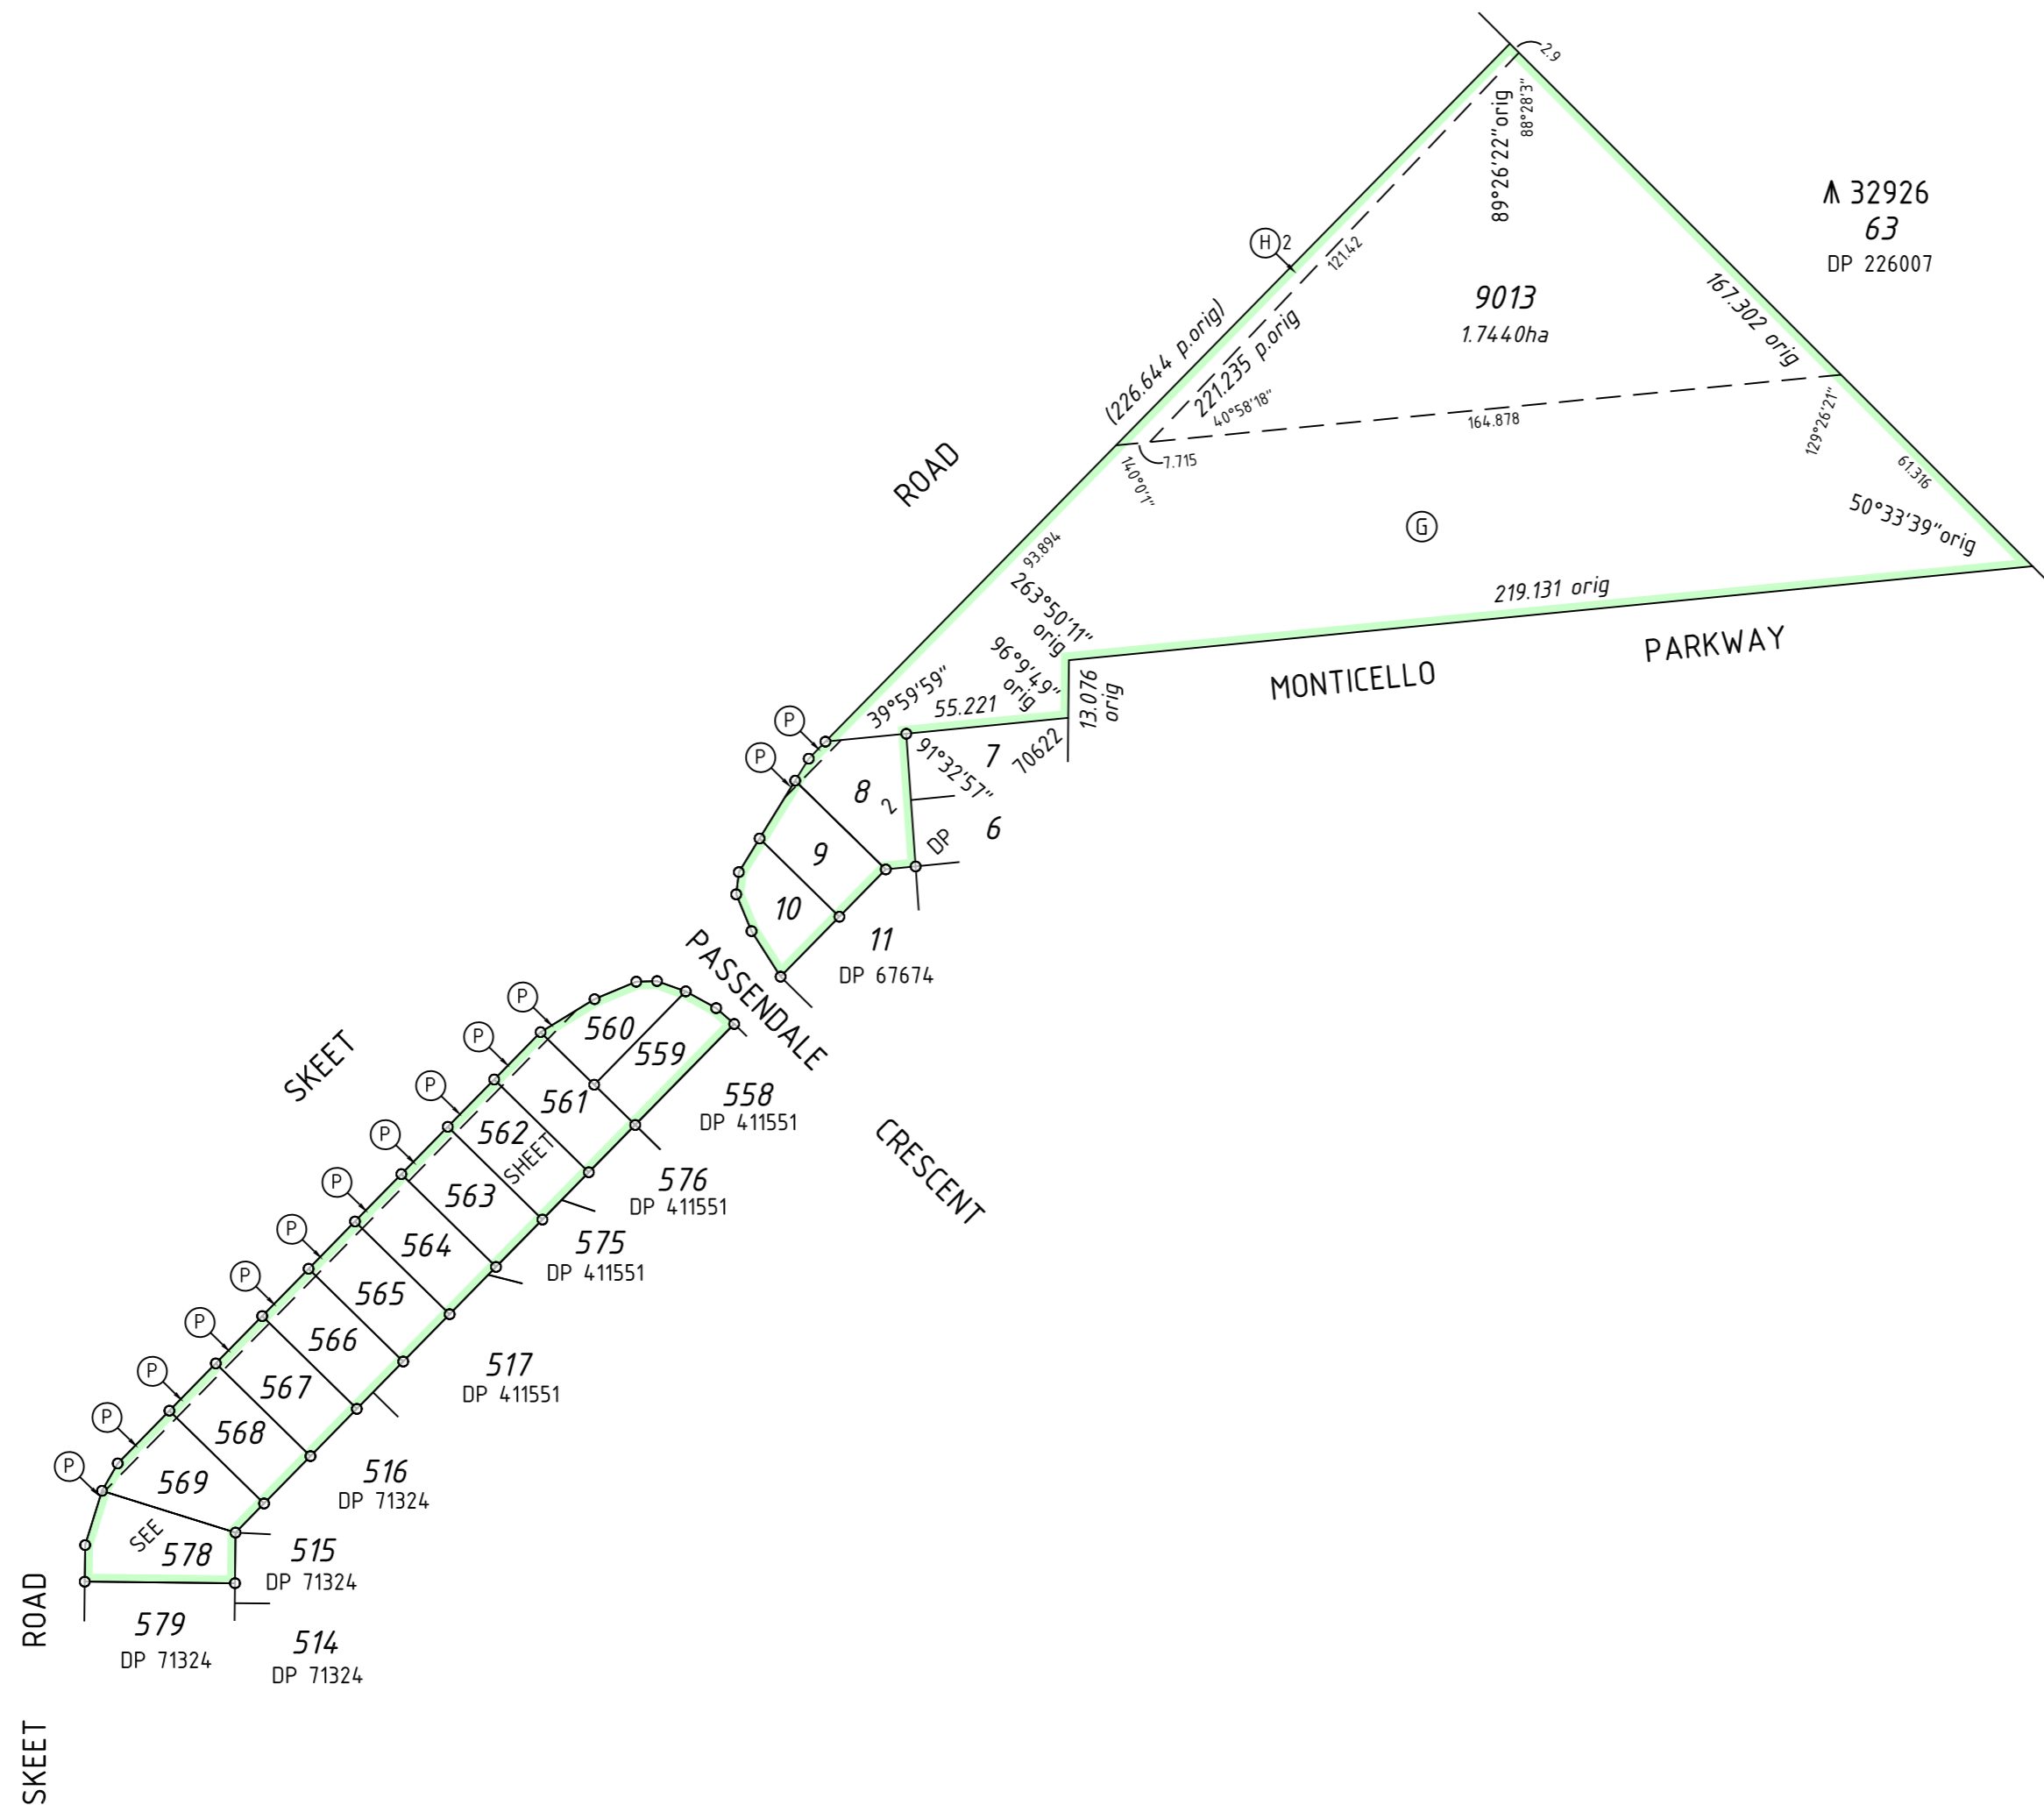 2.9
89°26'22"orig
88°28'3"
⩚ 32926
63
DP 226007
H 2
121.42
9013
1.7440ha
167.302 orig
(226.644 p.orig)
221.235 p.orig
40°58'18"
164.878
129°26'21"
61.316
7.715
140°0'1"
ROAD
50°33'39"orig
G
93.894
263°50'11"
orig
219.131 orig
96°9'49"
orig
PARKWAY
MONTICELLO
13.076
orig
39°59'59"
55.221
P
P
7
70622
91°32'57"
8
2
6
DP
9
10
11
DP 67674
PASSENDALE
CRESCENT
P
560
559
P
SKEET
558
DP 411551
P
561
562
SHEET
P
576
DP 411551
563
P
575
DP 411551
564
P
565
P
566
517
DP 411551
P
567
P
568
516
DP 71324
P
569
P
SEE
578
515
DP 71324
579
DP 71324
514
DP 71324
SKEET ROAD